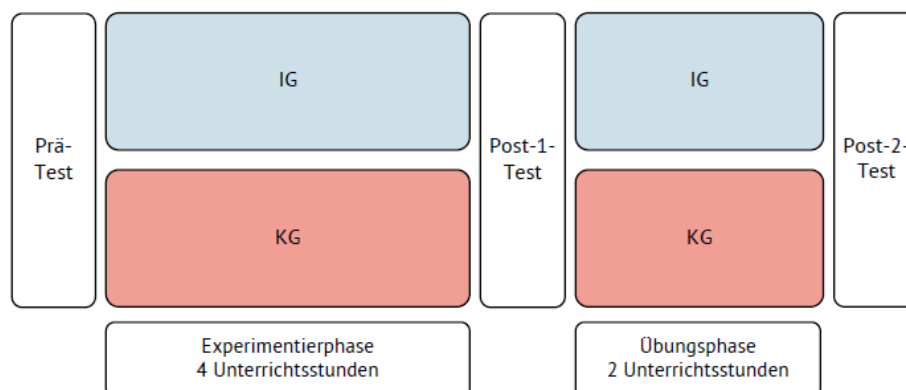 Prä-
Test
IG
KG
Post-1-
Test
IG
KG
Post-2-
Test
Experimentierphase
4 Unterrichtsstunden
Übungsphase
2 Unterrichtsstunden